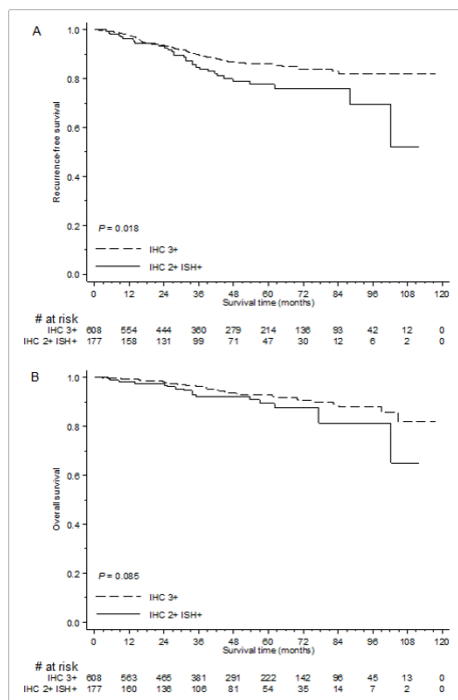 A
1.0
0.8
0.6
0.4
0.2
0.0
Recurrence-free survival
P = 0.018
IHC 3+
IHC 2+ ISH+
0 12 24 36 48 60 72 84 96 108 120
Survival time (months)
# at risk
IHC 3+ 608 554 444 360 279 214 136 93 42 12 0
IHC 2+ ISH+ 177 158 131 99 71 47 30 12 6 2 0
B
1.0
0.8
0.6
0.4
0.2
0.0
Overall survival
P = 0.085
IHC 3+
IHC 2+ ISH+
0 12 24 36 48 60 72 84 96 108 120
Survival time (months)
# at risk
IHC 3+ 608 563 465 381 291 222 142 96 45 13 0
IHC 2+ ISH+ 177 160 136 106 81 54 35 14 7 2 0